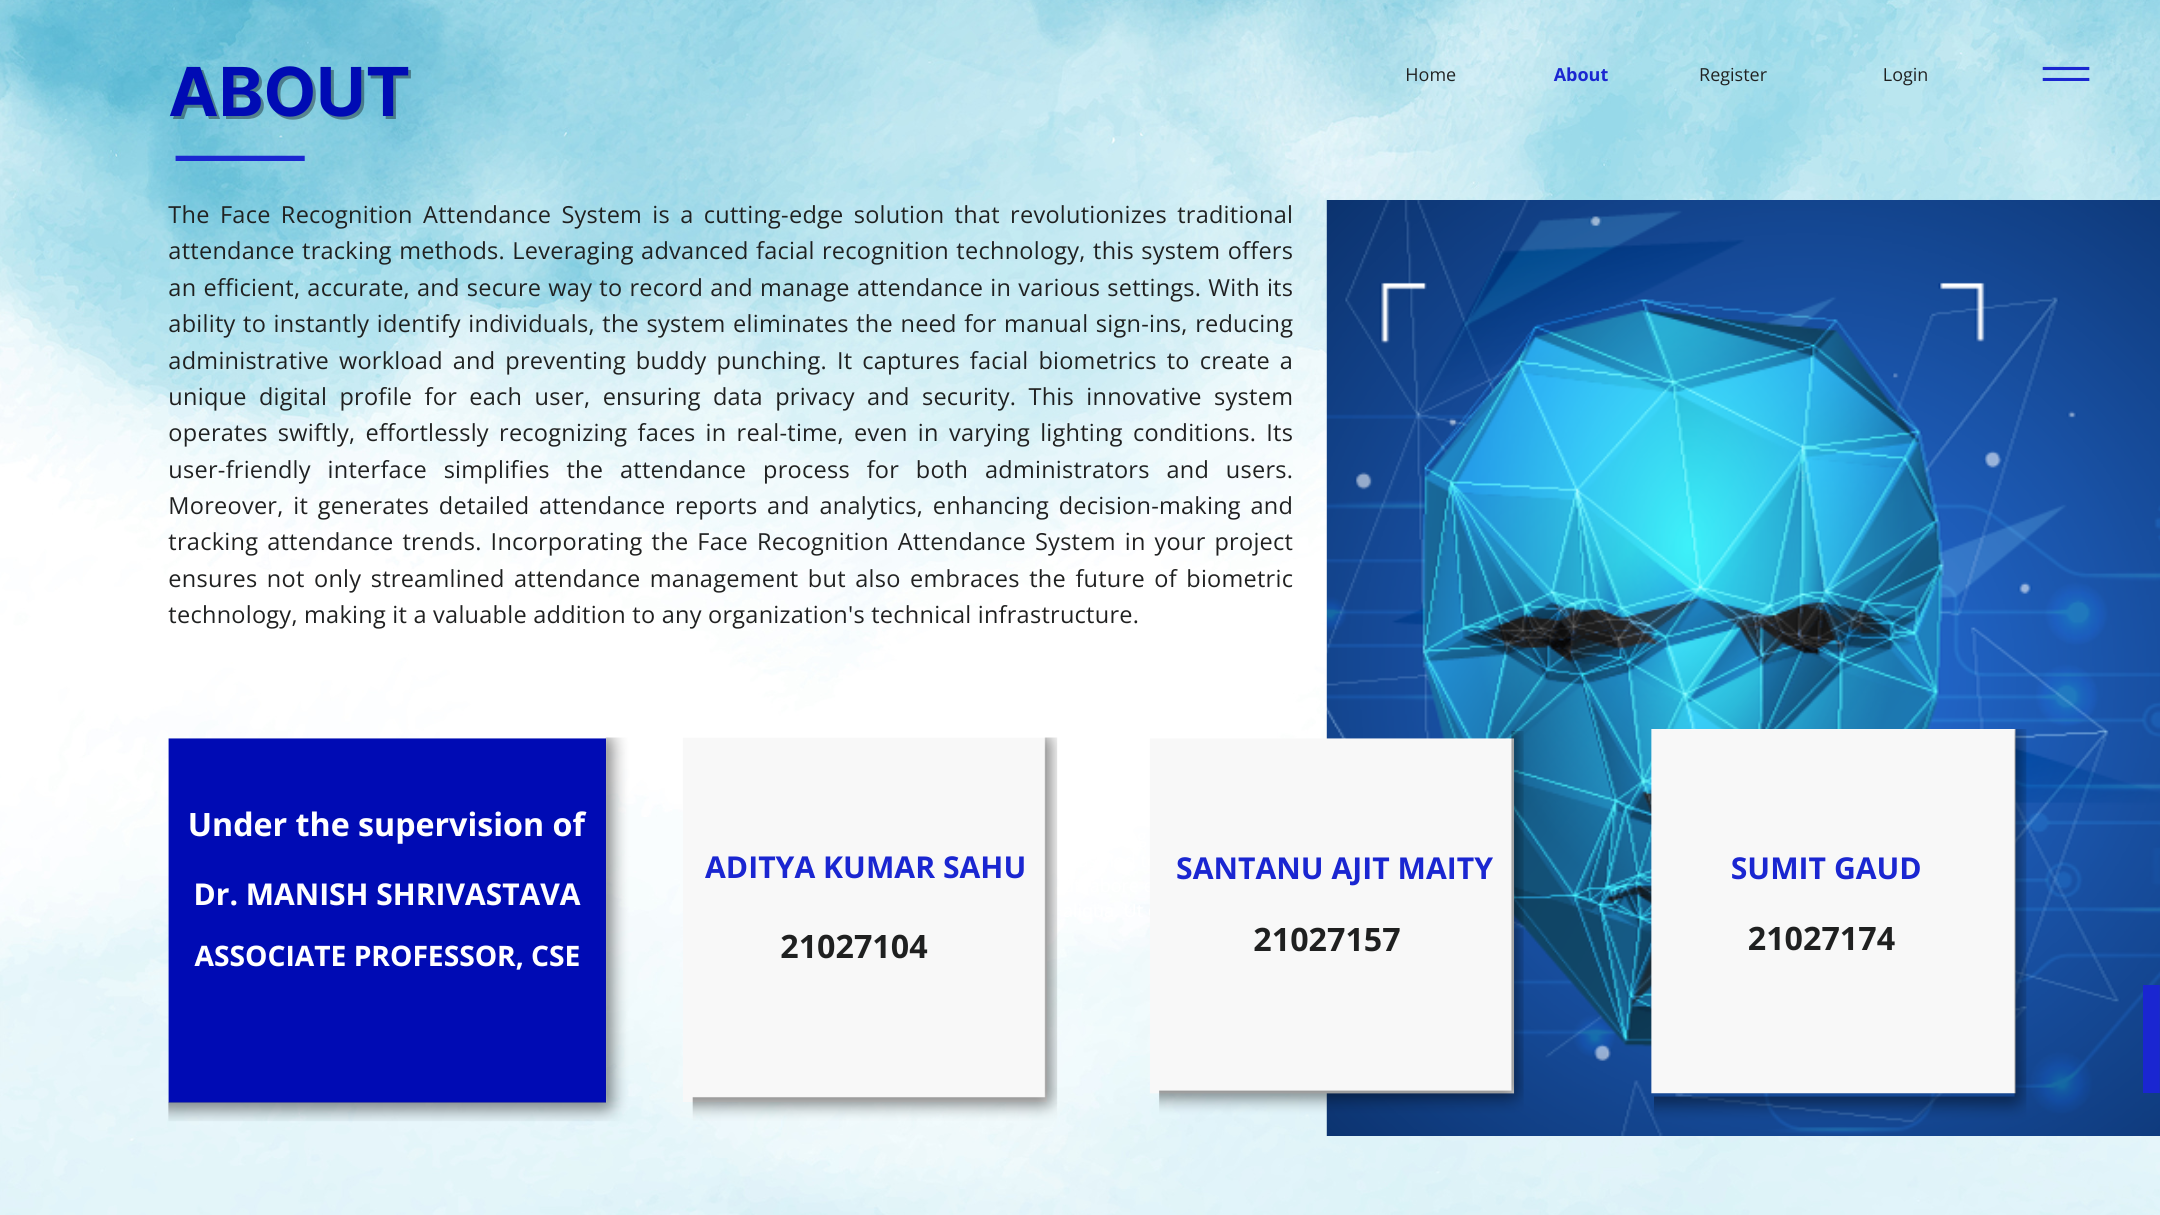 ABOUT
Home About Register Login
The Face Recognition Attendance System is a cutting-edge solution that revolutionizes traditional
attendance tracking methods. Leveraging advanced facial recognition technology, this system offers
an efficient, accurate, and secure way to record and manage attendance in various settings. With its
ability to instantly identify individuals, the system eliminates the need for manual sign-ins, reducing
administrative workload and preventing buddy punching. It captures facial biometrics to create a
unique digital profile for each user, ensuring data privacy and security. This innovative system
operates swiftly, effortlessly recognizing faces in real-time, even in varying lighting conditions. Its
user-friendly interface simplifies the attendance process for both administrators and users.
Moreover, it generates detailed attendance reports and analytics, enhancing decision-making and
tracking attendance trends. Incorporating the Face Recognition Attendance System in your project
ensures not only streamlined attendance management but also embraces the future of biometric
technology, making it a valuable addition to any organization's technical infrastructure.
Under the supervision of
Dr. MANISH SHRIVASTAVA
ASSOCIATE PROFESSOR, CSE
ADITYA KUMAR SAHU
21027104
SANTANU AJIT MAITY
21027157
SUMIT GAUD
21027174